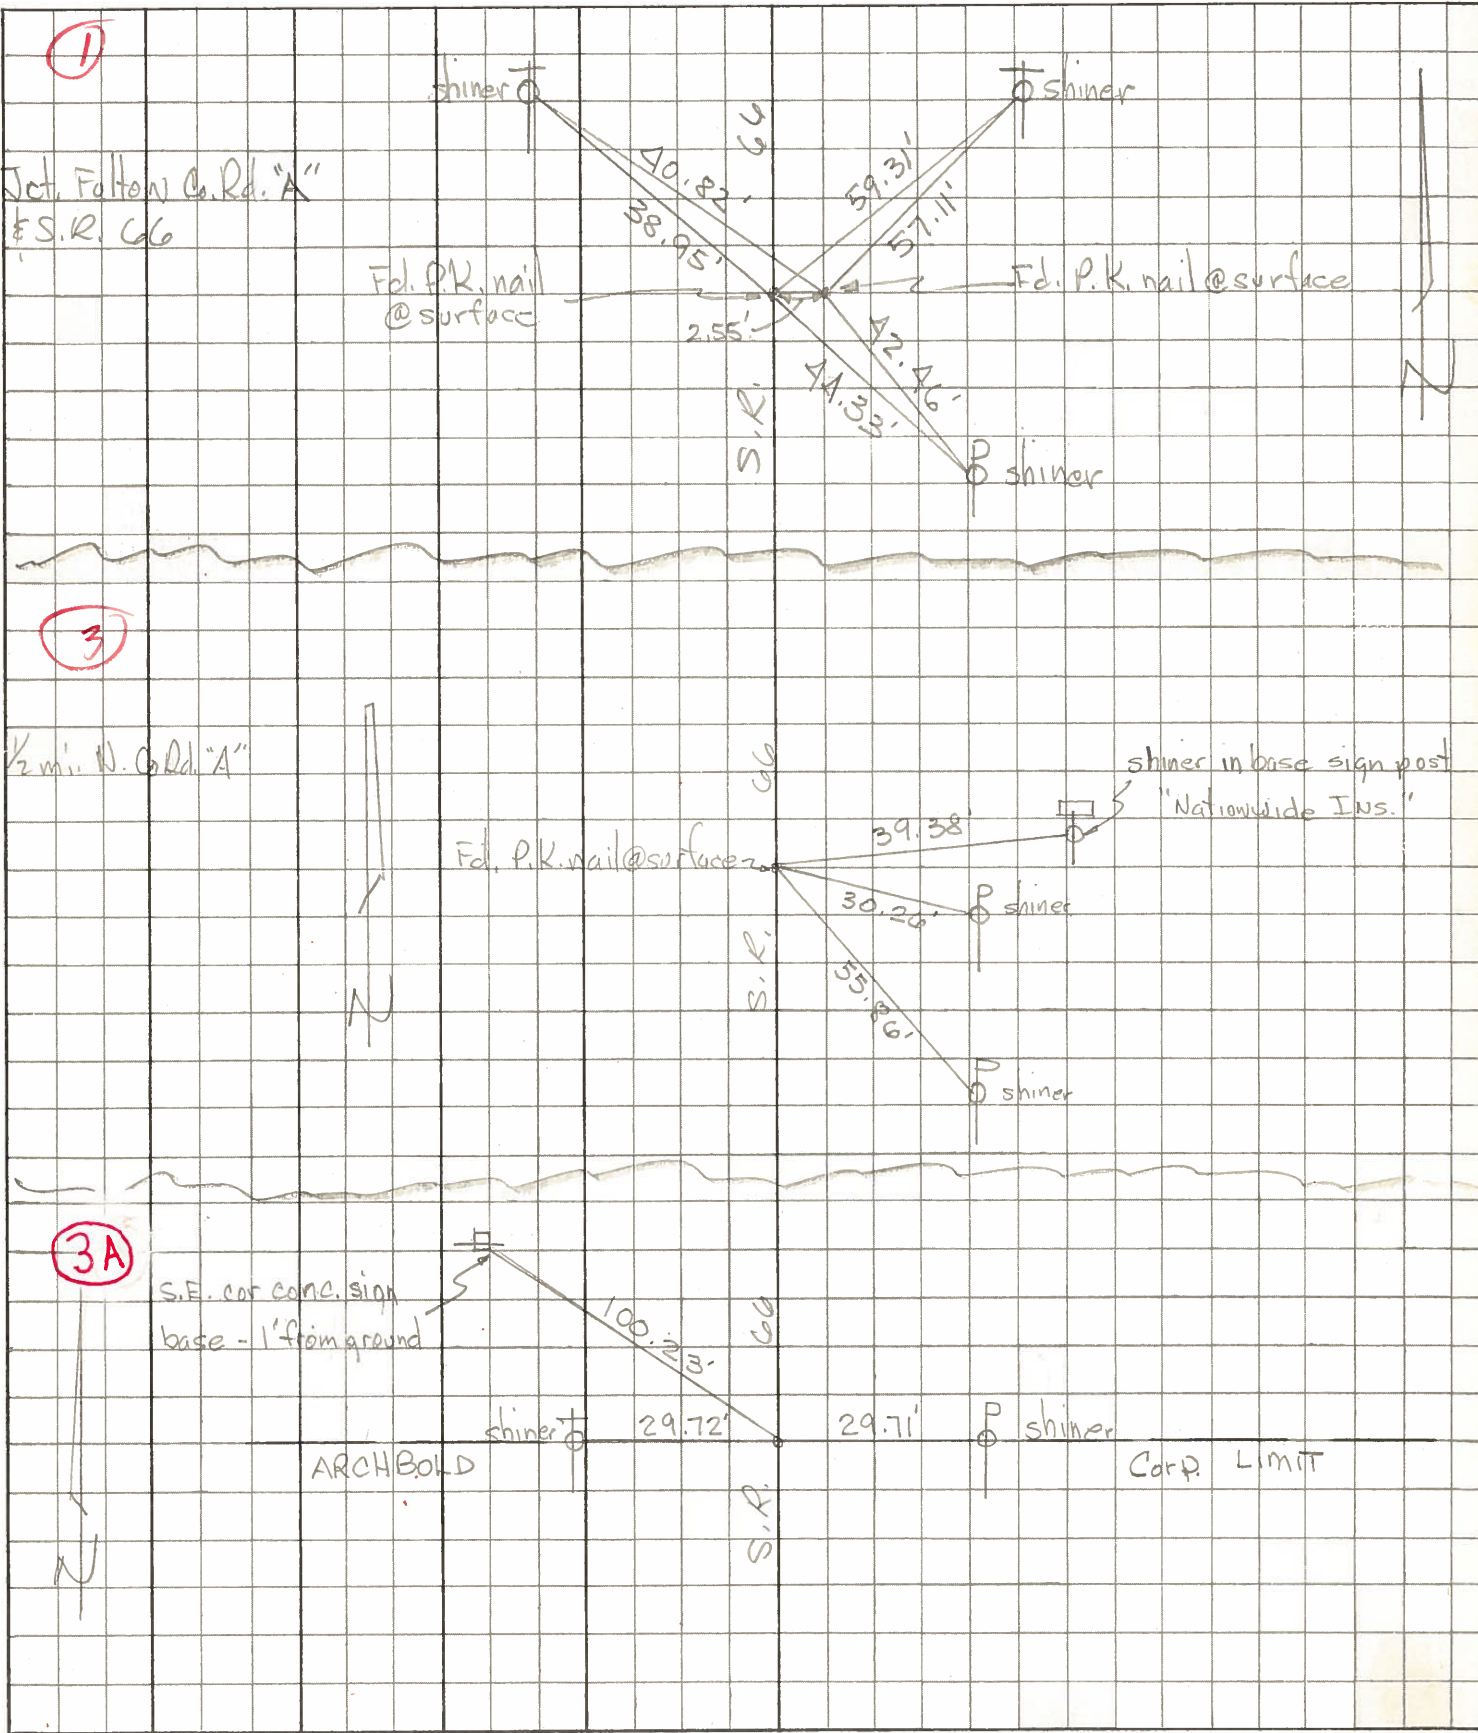 1
shiner
shiner
66
40.82'
59.31'
Jct. Fulton Co. Rd. "A"
& S.R. 66
38.95'
57.11'
Fd. P.K. nail
@ surface
Fd. P.K. nail @ surface
2.55'
42.46'
44.33'
S.R.
N
shiner
3
1/2 mi. N. Co Rd. "A"
66
shiner in base sign post
"Nationwide Ins."
39.38'
Fd. P.K. nail @ surface
30.26'
shiner
S.R.
55.86'
N
shiner
3A
S.E. cor conc. sign
base - 1' from ground
100.23'
66
shiner
29.72'
29.71'
shiner
ARCHBOLD
Corp. LIMIT
S.R.
N